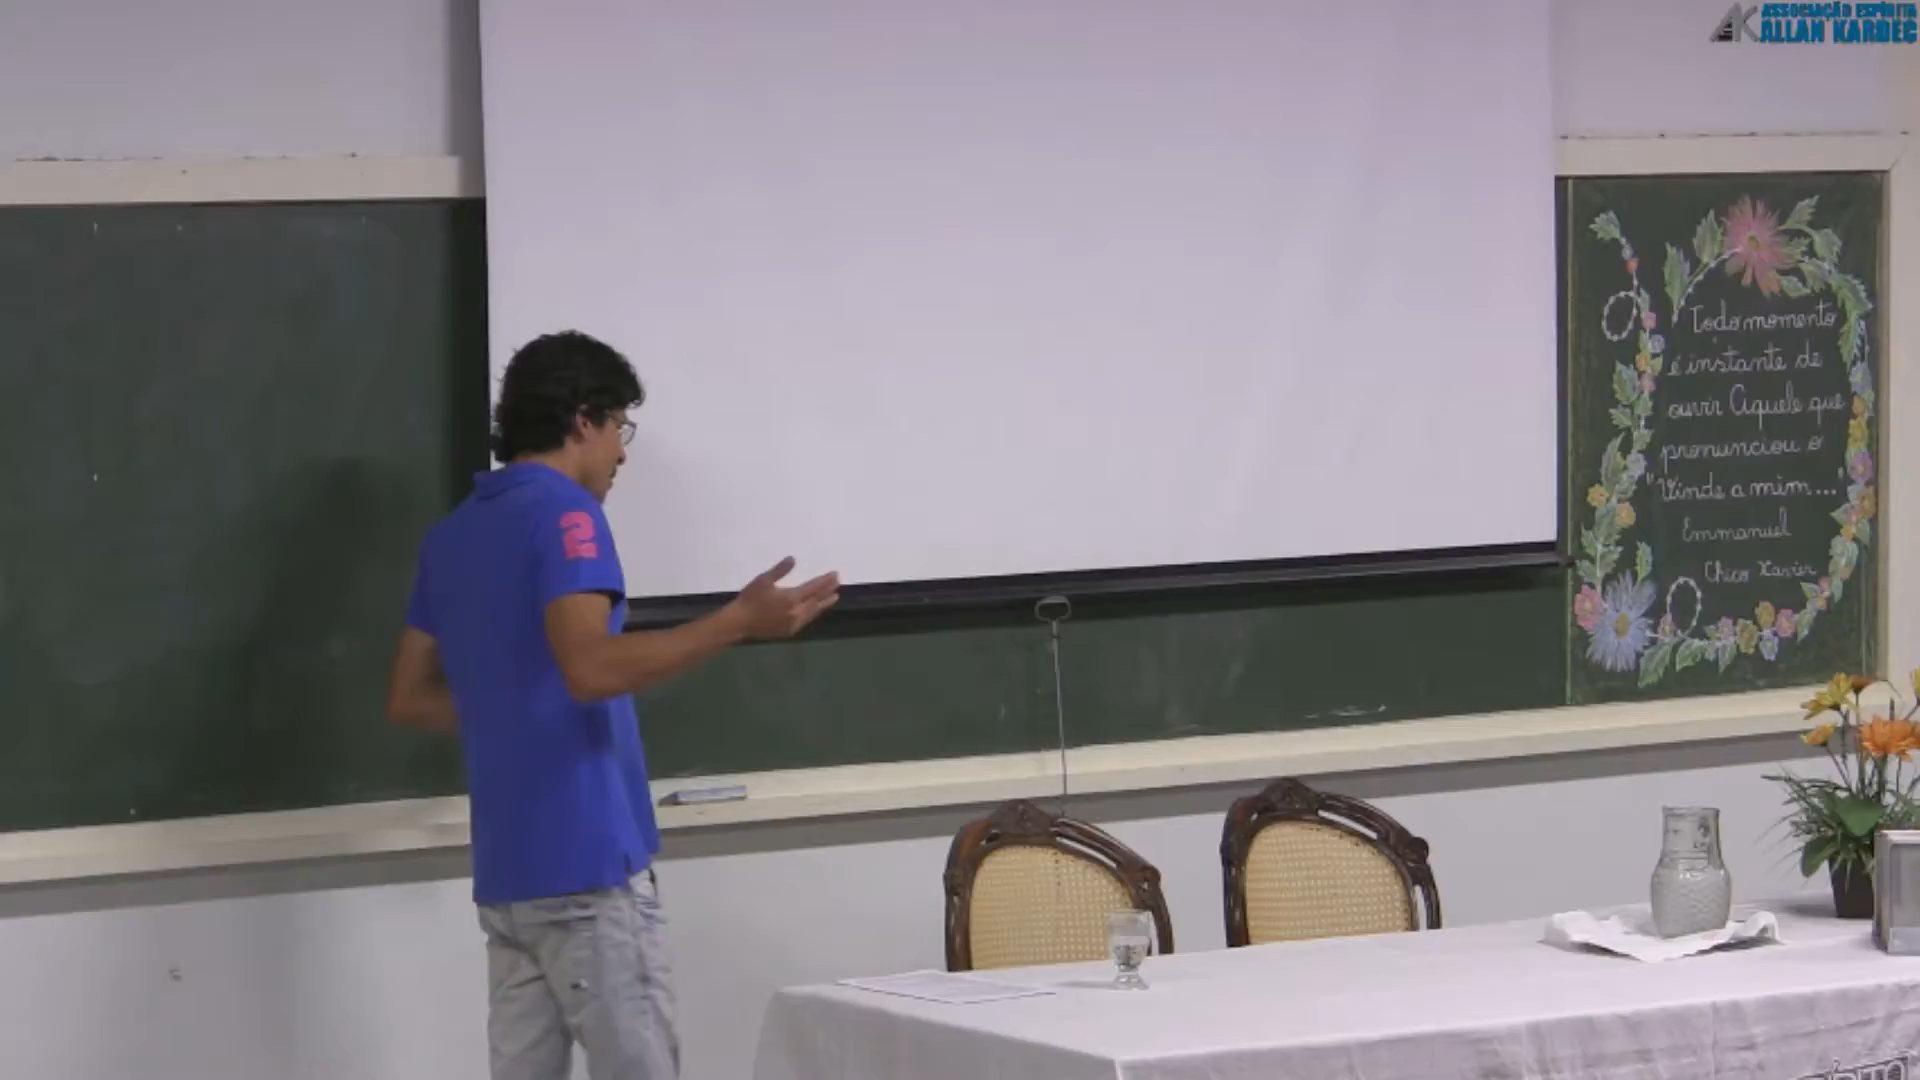 ASSOCIAÇÃO ESPÍRITA
ALLAN KARDEC
2
Todo momento
é instante de
ouvir Aquele que
pronunciou o
"Vinde a mim..."
Emmanuel
Chico Xavier